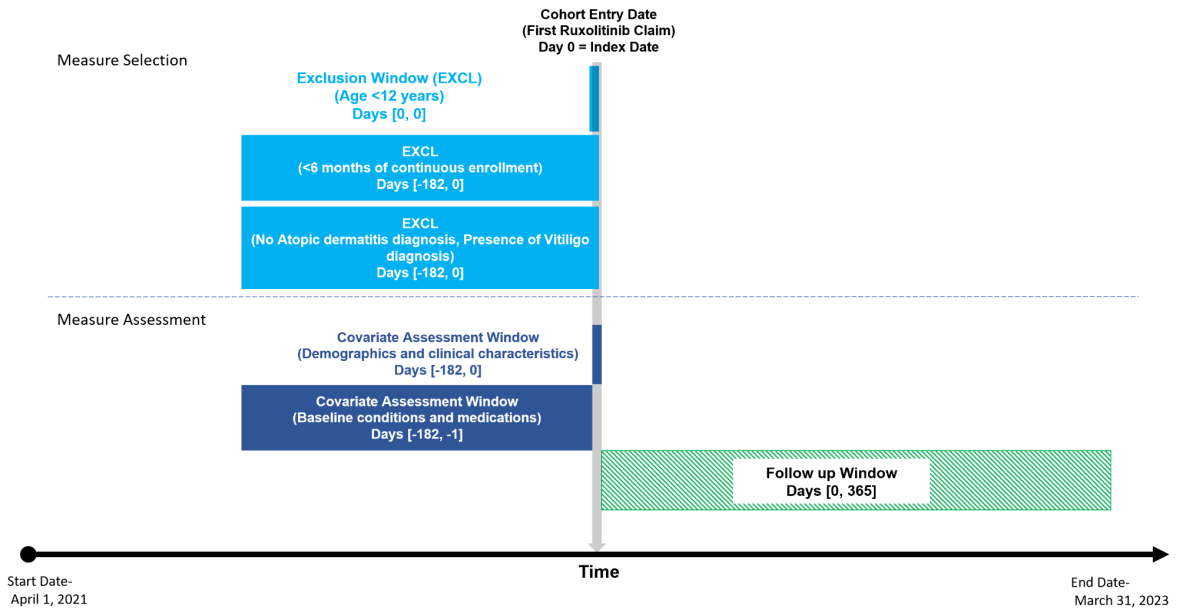 Cohort Entry Date
(First Ruxolitinib Claim)
Day 0 = Index Date
Measure Selection
Exclusion Window (EXCL)
(Age <12 years)
Days [0, 0]
EXCL
(<6 months of continuous enrollment)
Days [-182, 0]
EXCL
(No Atopic dermatitis diagnosis, Presence of Vitiligo
diagnosis)
Days [-182, 0]
Measure Assessment
Covariate Assessment Window
(Demographics and clinical characteristics)
Days [-182, 0]
Covariate Assessment Window
(Baseline conditions and medications)
Days [-182, -1]
Follow up Window
Days [0, 365]
Time
Start Date-
April 1, 2021
End Date-
March 31, 2023